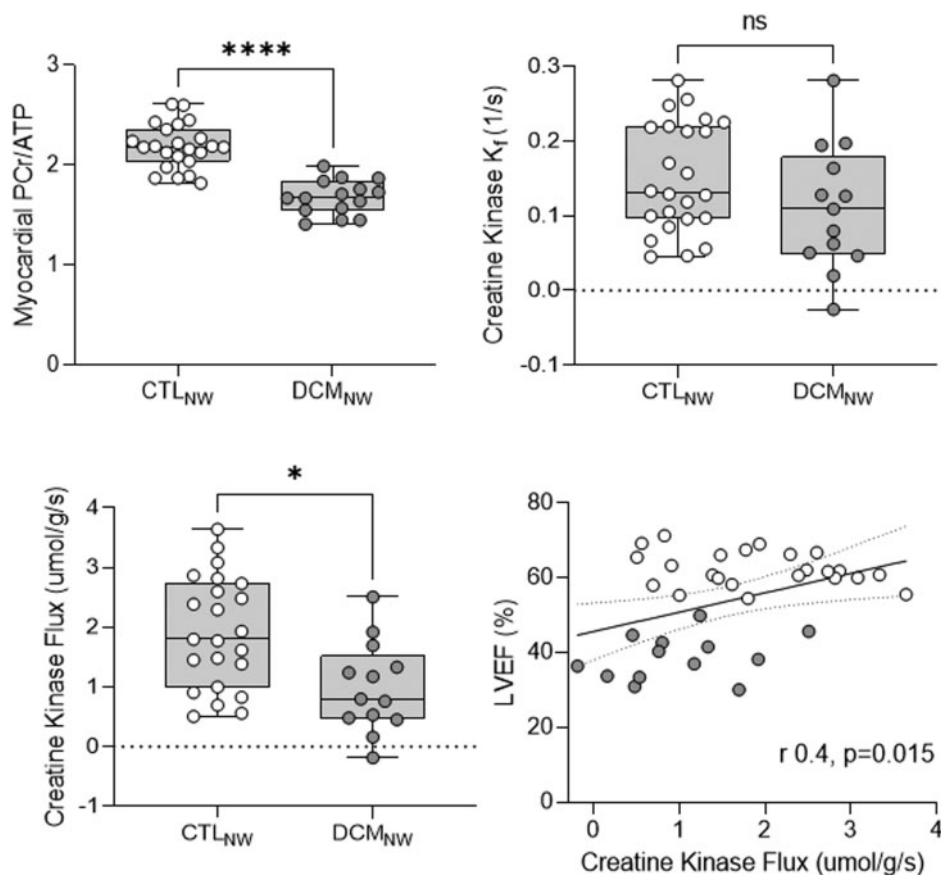 ****
Myocardial PCr/ATP
3
2
1
0
CTLNW
DCMNW
ns
Creatine Kinase Kf (1/s)
0.3
0.2
0.1
0.0
-0.1
CTLNW
DCMNW
*
Creatine Kinase Flux (umol/g/s)
4
3
2
1
0
-1
CTLNW
DCMNW
LVEF (%)
80
60
40
20
0
r 0.4, p=0.015
0 1 2 3 4
Creatine Kinase Flux (umol/g/s)